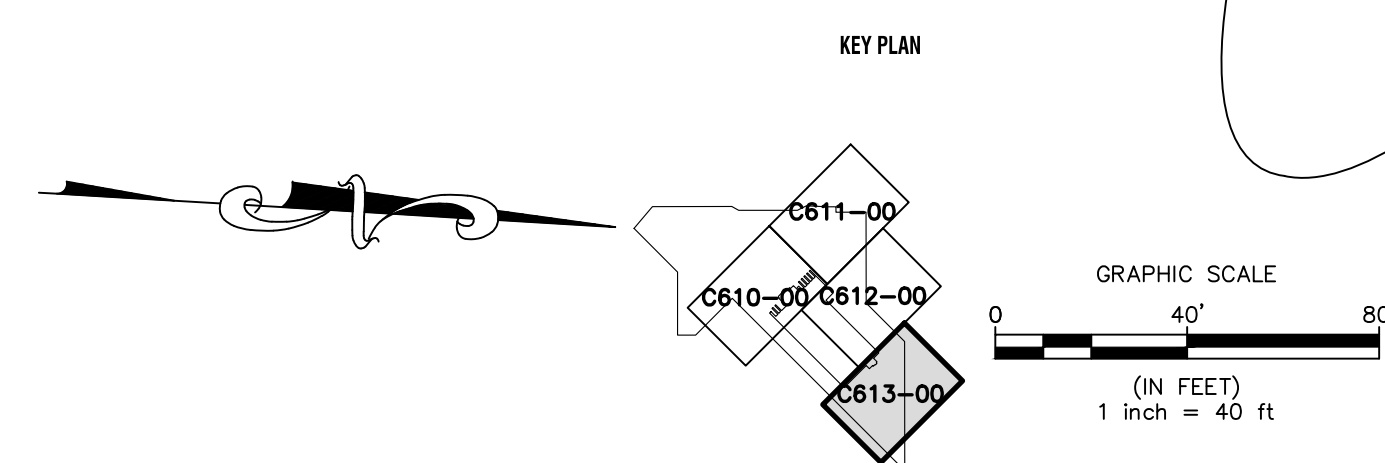 KEY PLAN
C611-00
C610-00 C612-00
C613-00
GRAPHIC SCALE
0 40' 80
(IN FEET)
1 inch = 40 ft